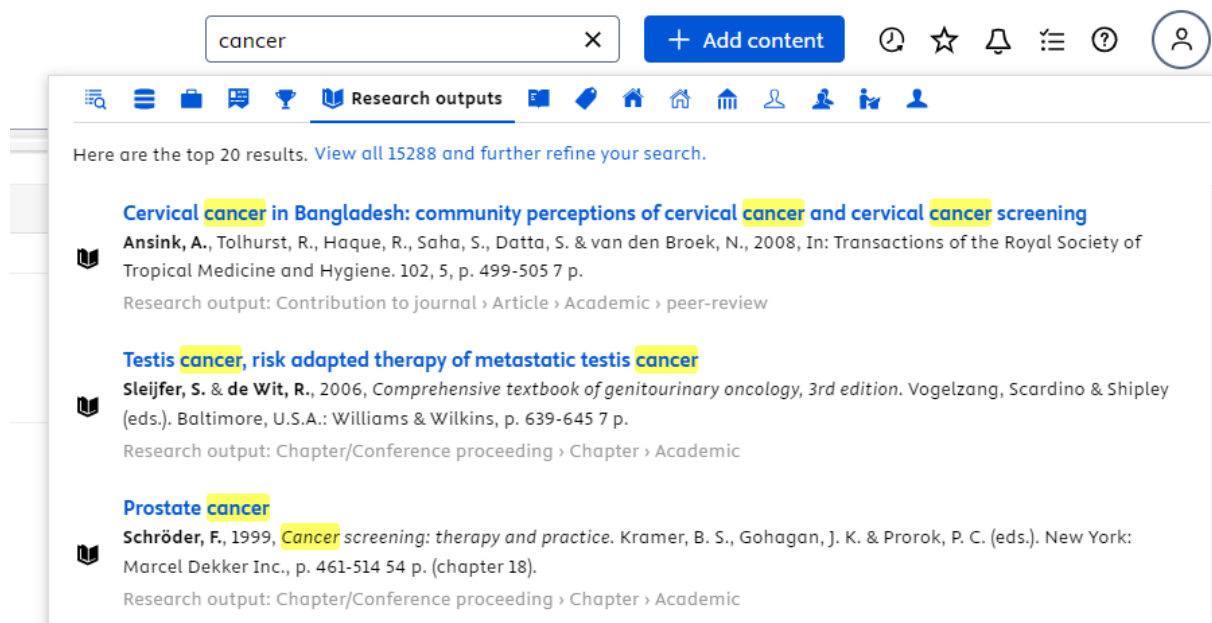 cancer
+ Add content
Research outputs
Here are the top 20 results. View all 15288 and further refine your search.
Cervical cancer in Bangladesh: community perceptions of cervical cancer and cervical cancer screening
Ansink, A., Tolhurst, R., Haque, R., Saha, S., Datta, S. & van den Broek, N., 2008, In: Transactions of the Royal Society of
Tropical Medicine and Hygiene. 102, 5, p. 499-505 7 p.
Research output: Contribution to journal › Article › Academic › peer-review
Testis cancer, risk adapted therapy of metastatic testis cancer
Sleijfer, S. & de Wit, R., 2006, Comprehensive textbook of genitourinary oncology, 3rd edition. Vogelzang, Scardino & Shipley
(eds.). Baltimore, U.S.A.: Williams & Wilkins, p. 639-645 7 p.
Research output: Chapter/Conference proceeding › Chapter › Academic
Prostate cancer
Schröder, F., 1999, Cancer screening: therapy and practice. Kramer, B. S., Gohagan, J. K. & Prorok, P. C. (eds.). New York:
Marcel Dekker Inc., p. 461-514 54 p. (chapter 18).
Research output: Chapter/Conference proceeding › Chapter › Academic